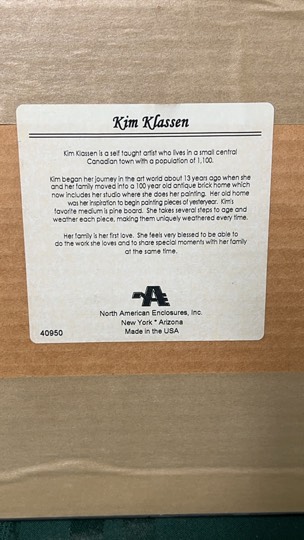 Kim Klassen
Kim Klassen is a self taught artist who lives in a small central
Canadian town with a population of 1,100.
Kim began her journey in the art world about 13 years ago when she
and her family moved into a 100 year old antique brick home which
now includes her studio where she does her painting. Her old home
was her inspiration to begin painting pieces of yesteryear. Kim's
favorite medium is pine board. She takes several steps to age and
weather each piece, making them uniquely weathered every time.
Her family is her first love. She feels very blessed to be able to
do the work she loves and to share special moments with her family
at the same time.
North American Enclosures, Inc.
New York * Arizona
Made in the USA
40950